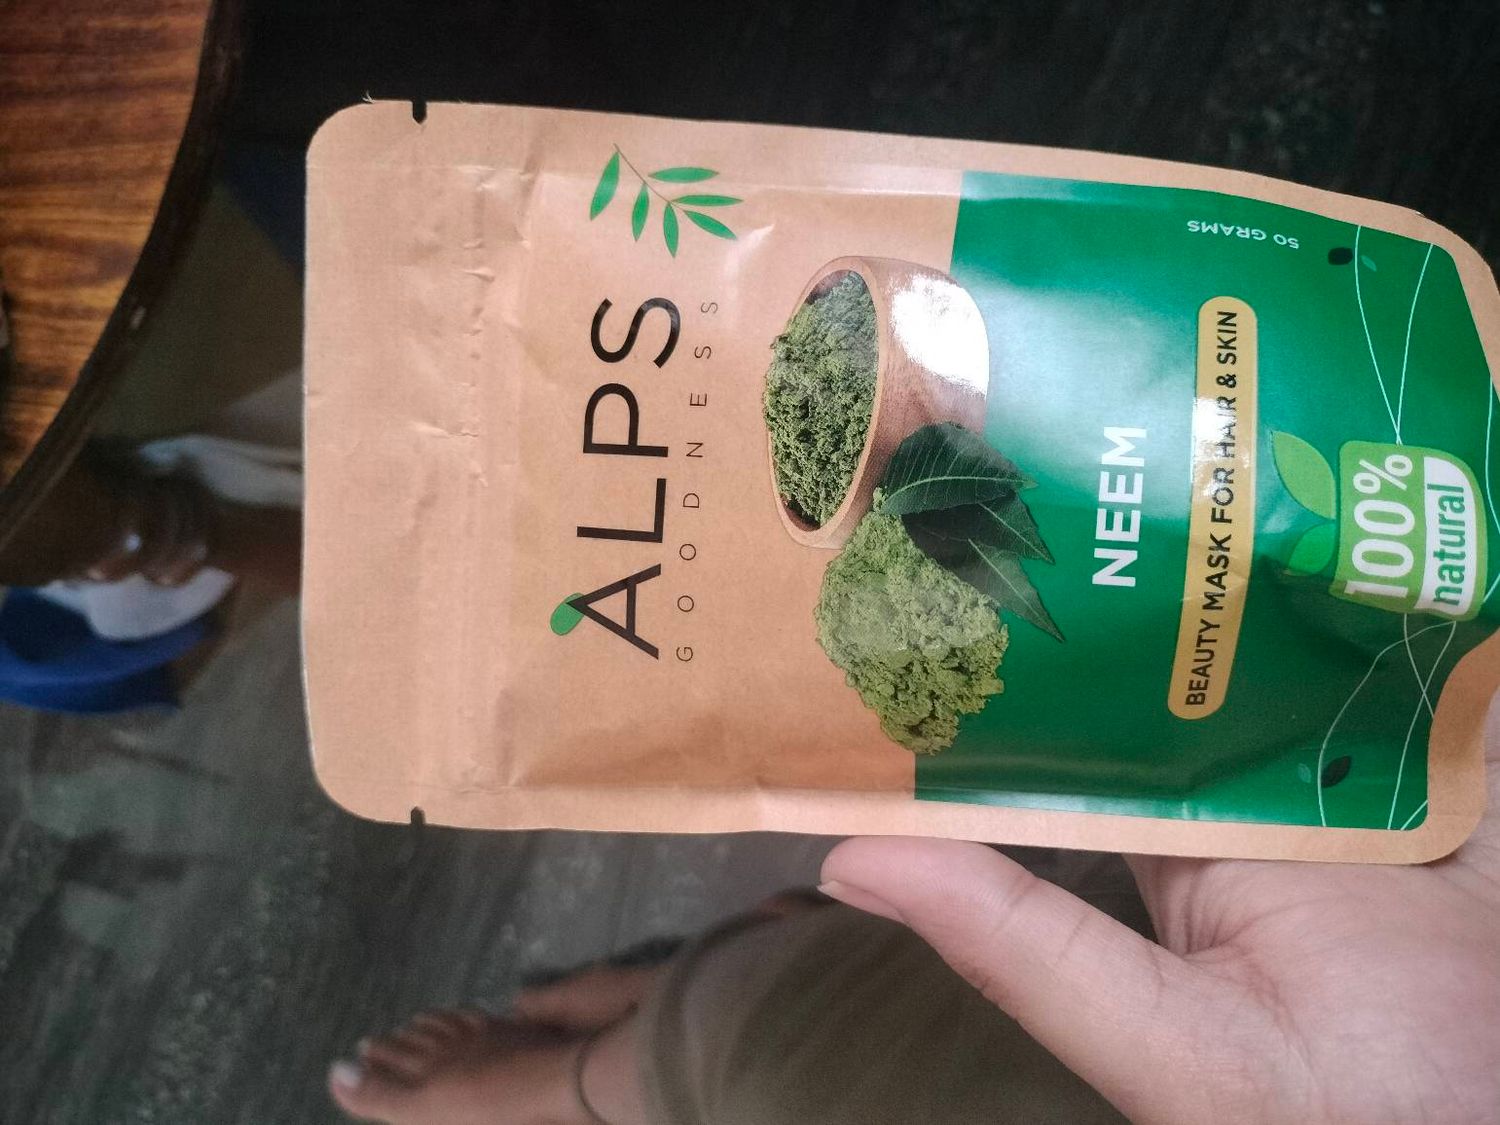 ALPS
GOODNESS
NEEM
BEAUTY MASK FOR HAIR & SKIN
100%
natural
50 GRAMS